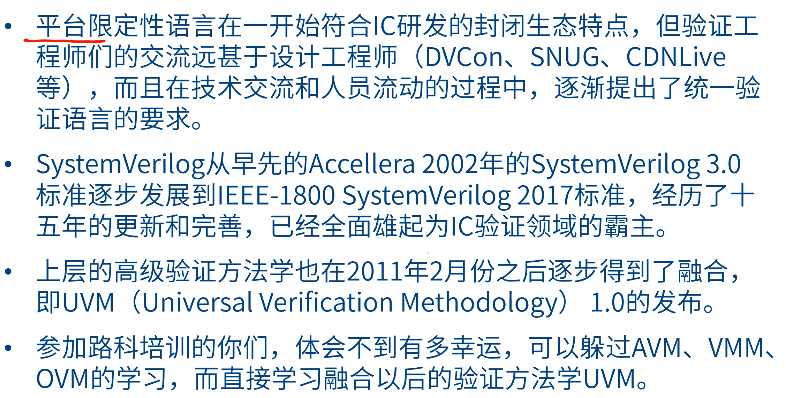 • 平台限定性语言在一开始符合IC研发的封闭生态特点，但验证工
程师们的交流远甚于设计工程师（DVCon、SNUG、CDNLive
等），而且在技术交流和人员流动的过程中，逐渐提出了统一验
证语言的要求。
• SystemVerilog从早先的Accellera 2002年的SystemVerilog 3.0
标准逐步发展到IEEE-1800 SystemVerilog 2017标准，经历了十
五年的更新和完善，已经全面雄起为IC验证领域的霸主。
• 上层的高级验证方法学也在2011年2月份之后逐步得到了融合，
即UVM（Universal Verification Methodology） 1.0的发布。
• 参加路科培训的你们，体会不到有多幸运，可以躲过AVM、VMM、
OVM的学习，而直接学习融合以后的验证方法学UVM。